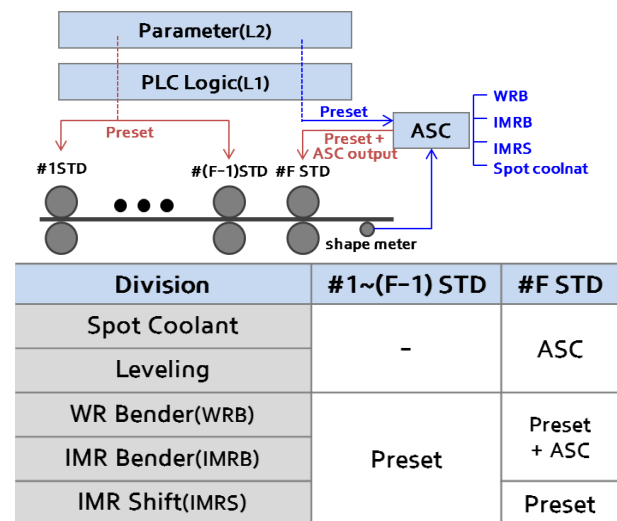 Parameter(L2)
PLC Logic(L1)
Preset
Preset
ASC
WRB
IMRB
IMRS
Spot coolnat
Preset +
ASC output
#1STD
#(F-1)STD
#F STD
shape meter
Division
#1~(F-1) STD
#F STD
Spot Coolant
-
ASC
Leveling
WR Bender(WRB)
Preset
Preset
+ ASC
IMR Bender(IMRB)
IMR Shift(IMRS)
Preset